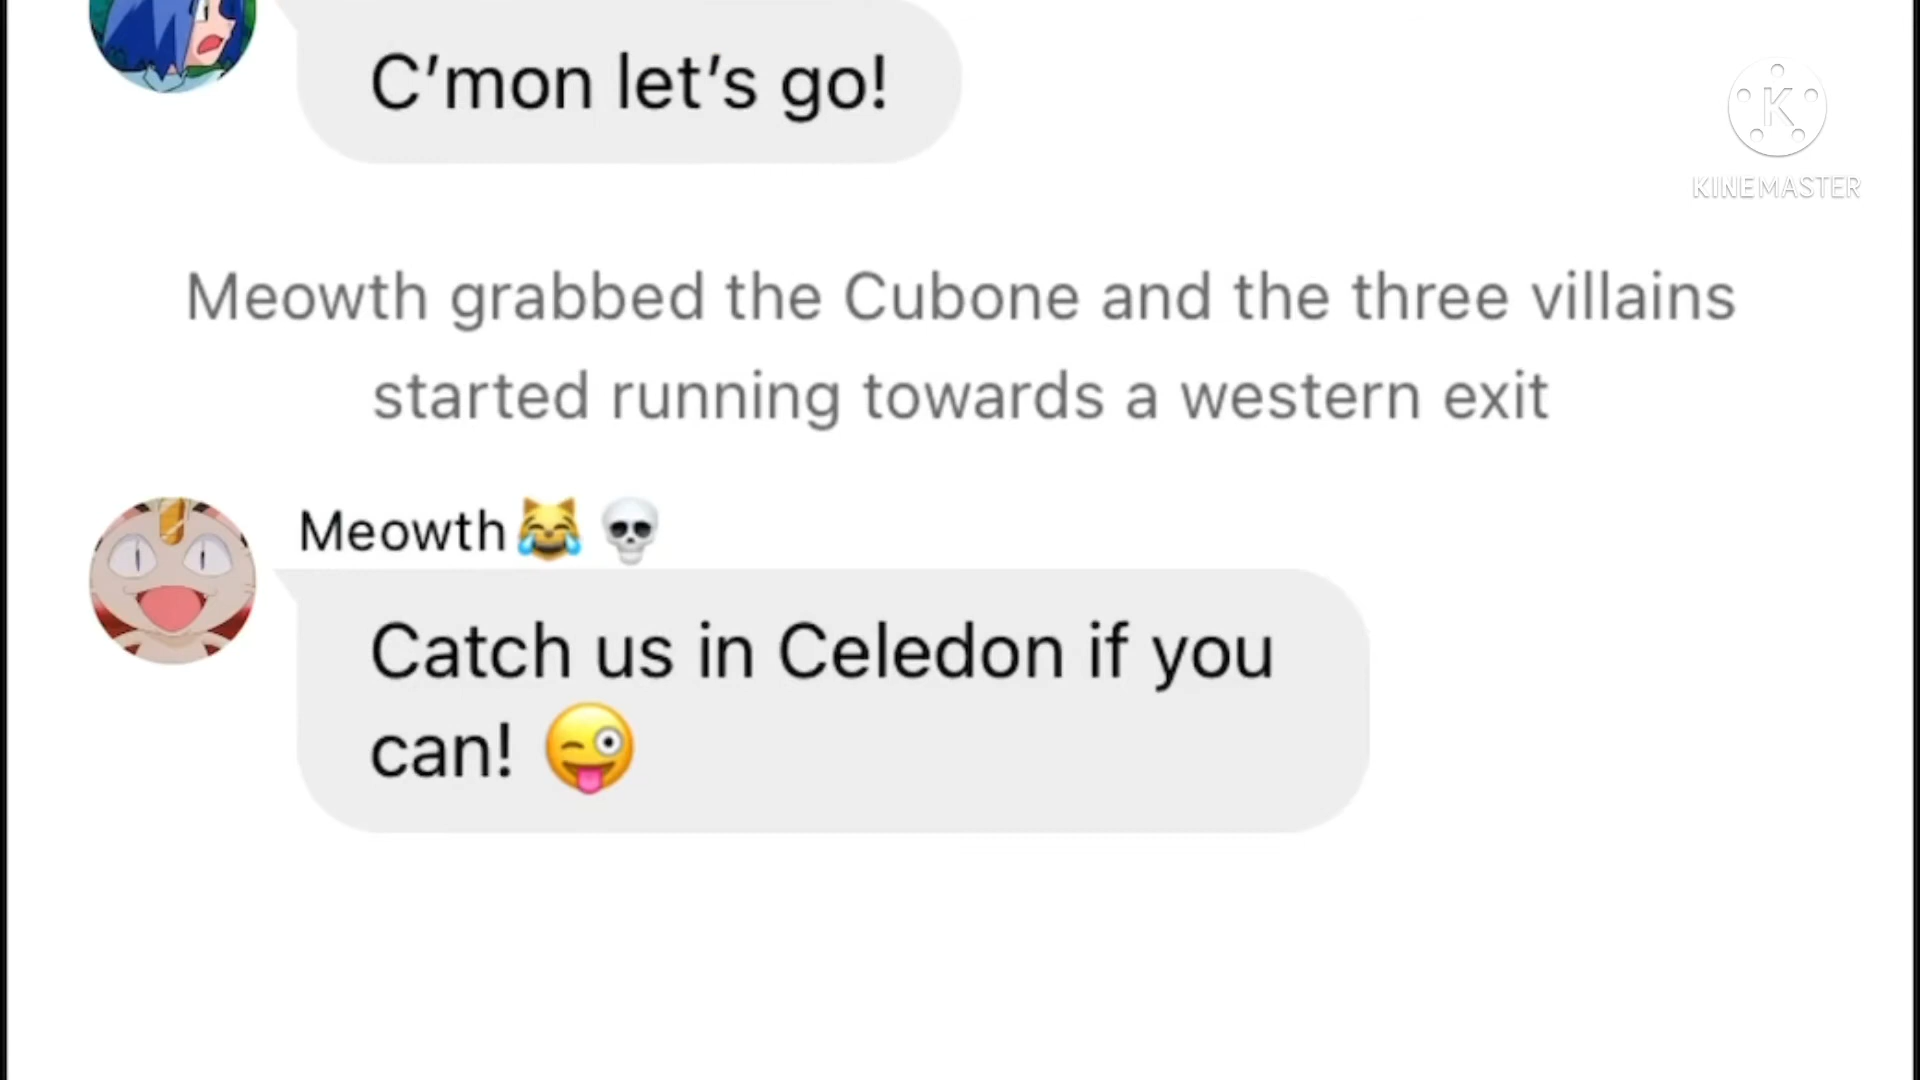 C’mon let’s go!
K
KINEMASTER
Meowth grabbed the Cubone and the three villains
started running towards a western exit
Meowth😹💀
Catch us in Celedon if you
can! 😜